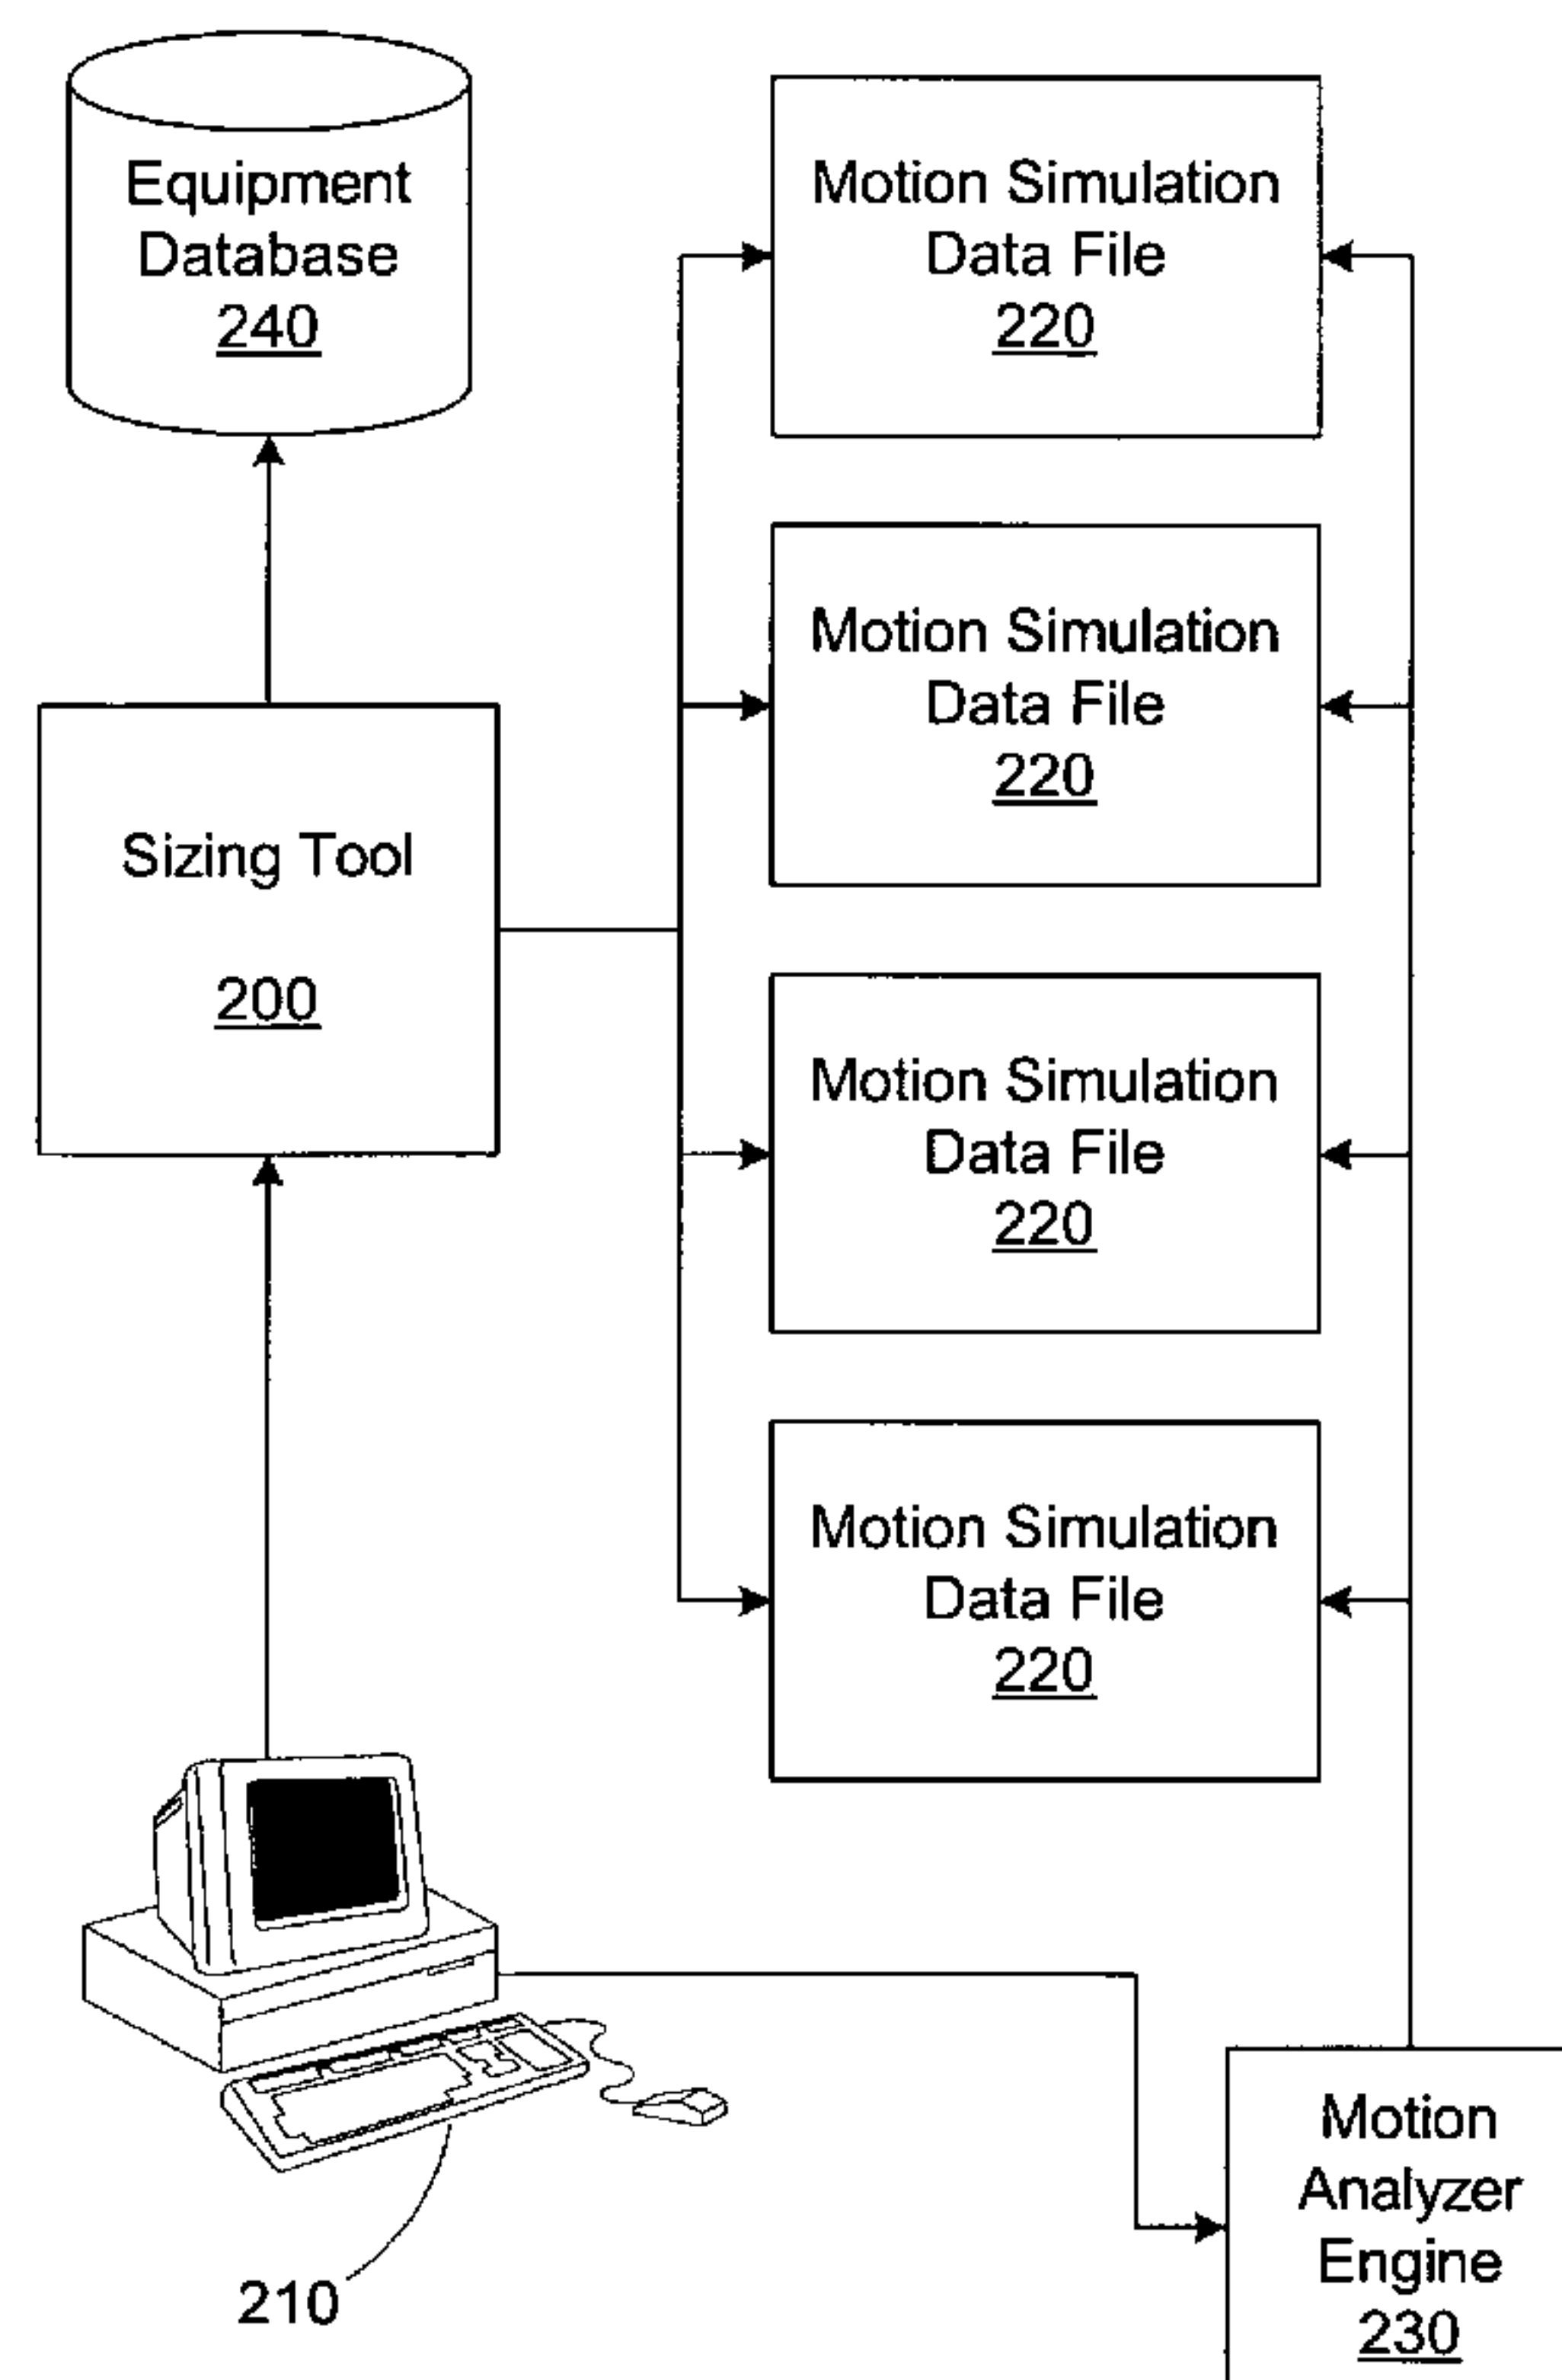 Equipment
Database
240
Motion Simulation
Data File
220
Motion Simulation
Data File
220
Sizing Tool
200
Motion Simulation
Data File
220
Motion Simulation
Data File
220
210
Motion
Analyzer
Engine
230